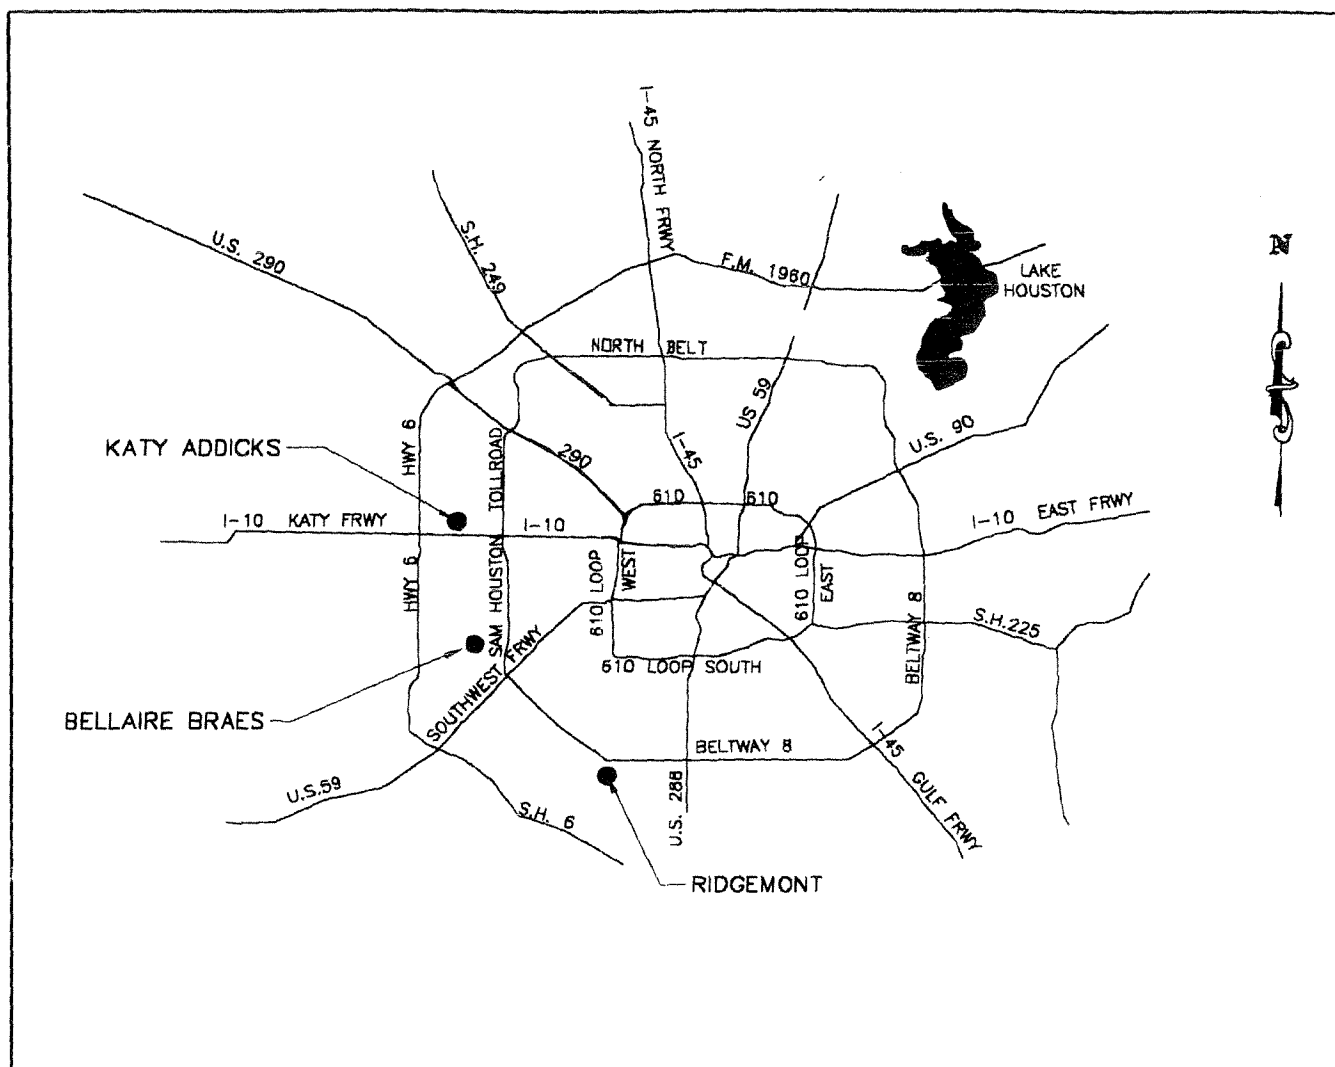 I-45 NORTH FRWY
U.S. 290
S.H. 249
F.M. 1960
N
LAKE
HOUSTON
NORTH BELT
US 59
U.S. 90
HWY 6
KATY ADDICKS
SAM HOUSTON TOLLROAD
290
I-45
610
610
I-10 KATY FRWY
I-10
I-10 EAST FRWY
HWY 6
610 LOOP
WEST
610 LOOP
EAST
BELTWAY 8
S.H.225
610 LOOP SOUTH
SOUTHWEST FRWY
BELLAIRE BRAES
BELTWAY 8
I-45 GULF FRWY
U.S.59
S.H. 6
U.S. 288
RIDGEMONT